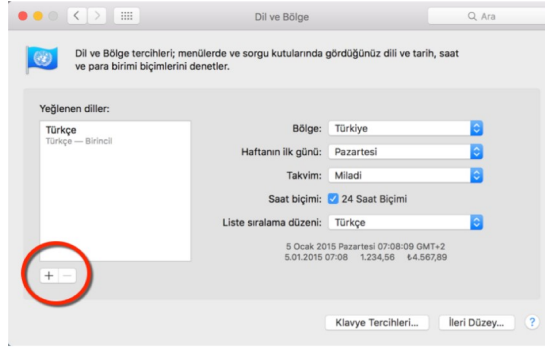 Dil ve Bölge
Ara
Dil ve Bölge tercihleri; menülerde ve sorgu kutularında gördüğünüz dili ve tarih, saat
ve para birimi biçimlerini denetler.
Yeğlenen diller:
Türkçe
Türkçe — Birincil
Bölge: Türkiye
Haftanın ilk günü: Pazartesi
Takvim: Miladi
Saat biçimi: 24 Saat Biçimi
Liste sıralama düzeni: Türkçe
5 Ocak 2015 Pazartesi 07:08:09 GMT+2
5.01.2015 07:08 1.234,56 ₺4.567,89
+ −
Klavye Tercihleri... İleri Düzey... ?